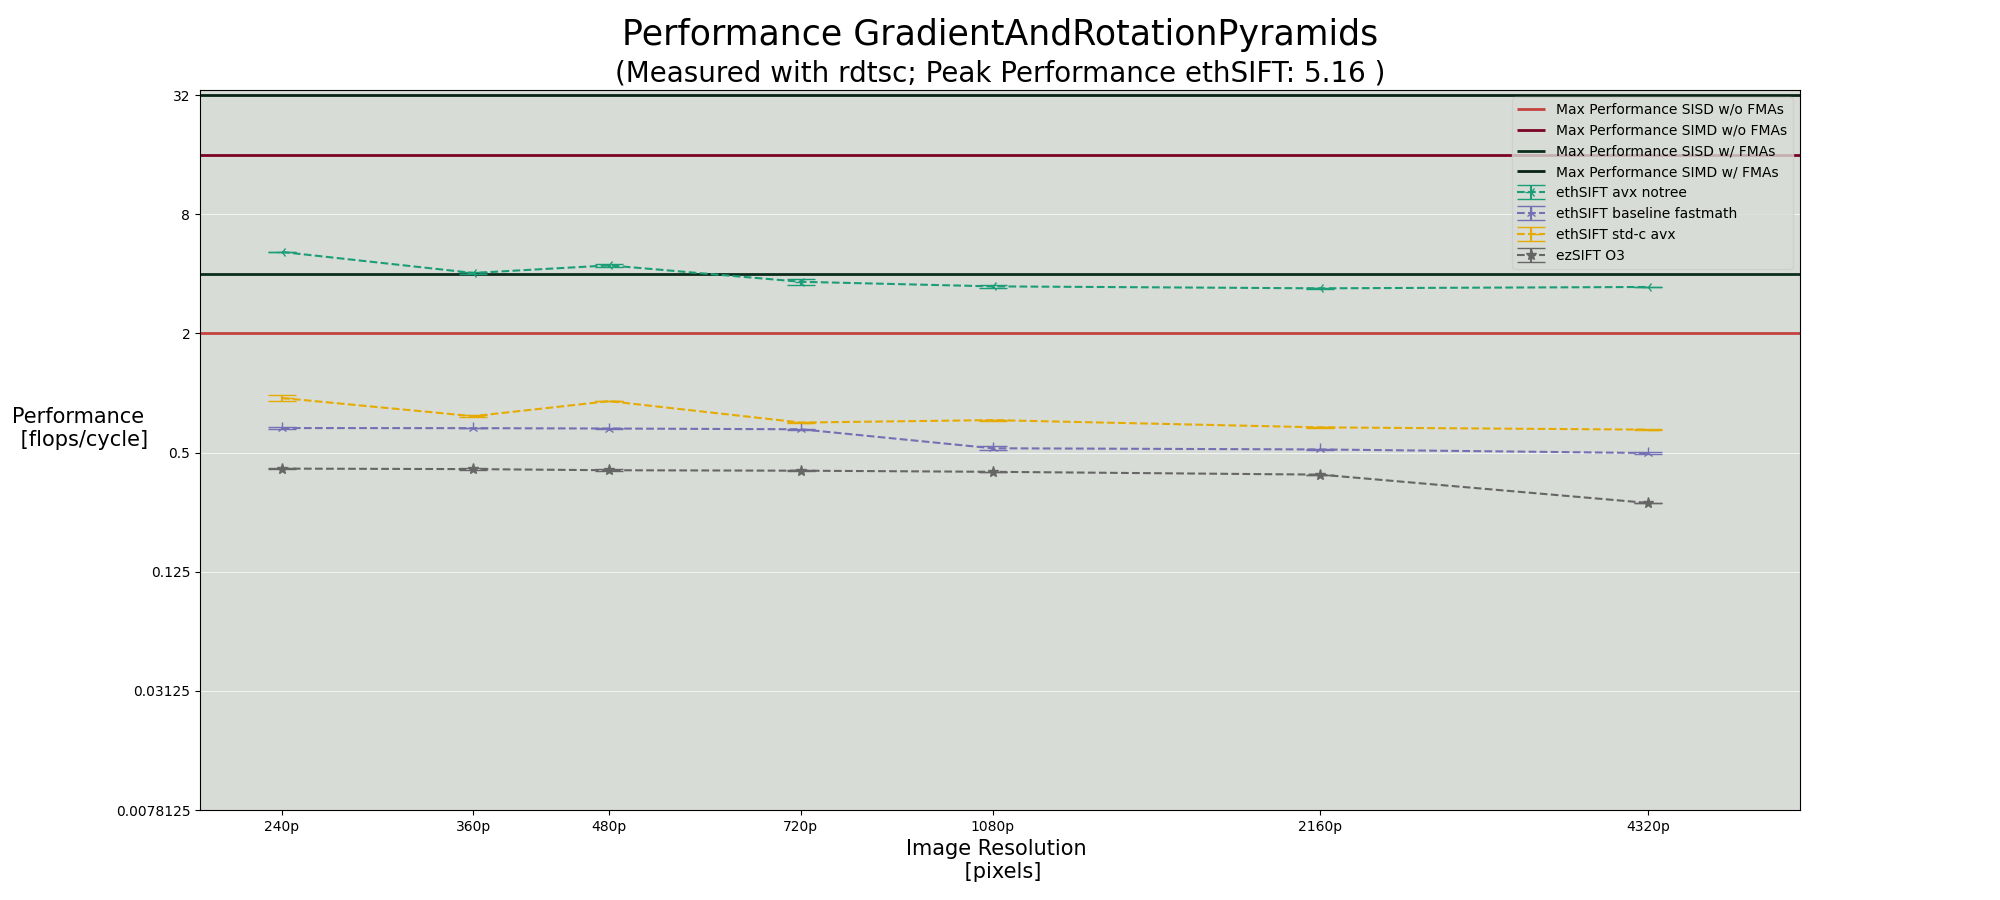 Performance GradientAndRotationPyramids
(Measured with rdtsc; Peak Performance ethSIFT: 5.16 )
32
8
2
0.5
0.125
0.03125
0.0078125
Performance
[flops/cycle]
Max Performance SISD w/o FMAs
Max Performance SIMD w/o FMAs
Max Performance SISD w/ FMAs
Max Performance SIMD w/ FMAs
ethSIFT avx notree
ethSIFT baseline fastmath
ethSIFT std-c avx
ezSIFT O3
240p 360p 480p 720p 1080p 2160p 4320p
Image Resolution
[pixels]